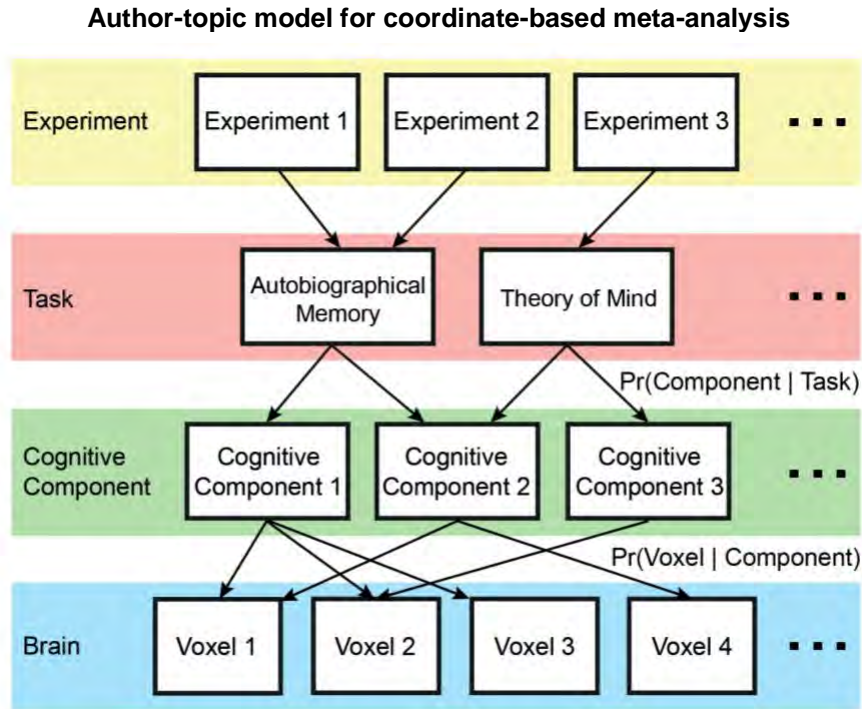 Author-topic model for coordinate-based meta-analysis
Experiment
Experiment 1
Experiment 2
Experiment 3
Task
Autobiographical
Memory
Theory of Mind
Pr(Component | Task)
Cognitive
Component
Cognitive
Component 1
Cognitive
Component 2
Cognitive
Component 3
Pr(Voxel | Component)
Brain
Voxel 1
Voxel 2
Voxel 3
Voxel 4